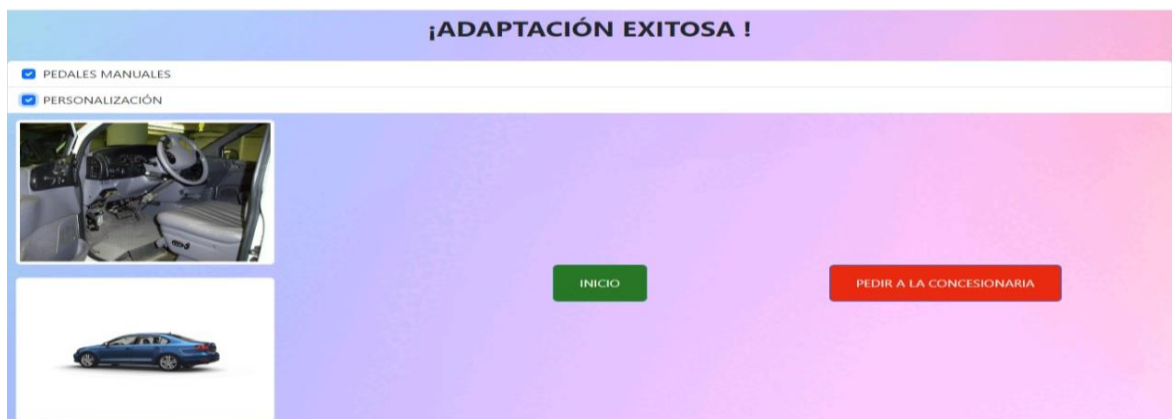 ¡ADAPTACIÓN EXITOSA !
PEDALES MANUALES
PERSONALIZACIÓN
INICIO
PEDIR A LA CONCESIONARIA